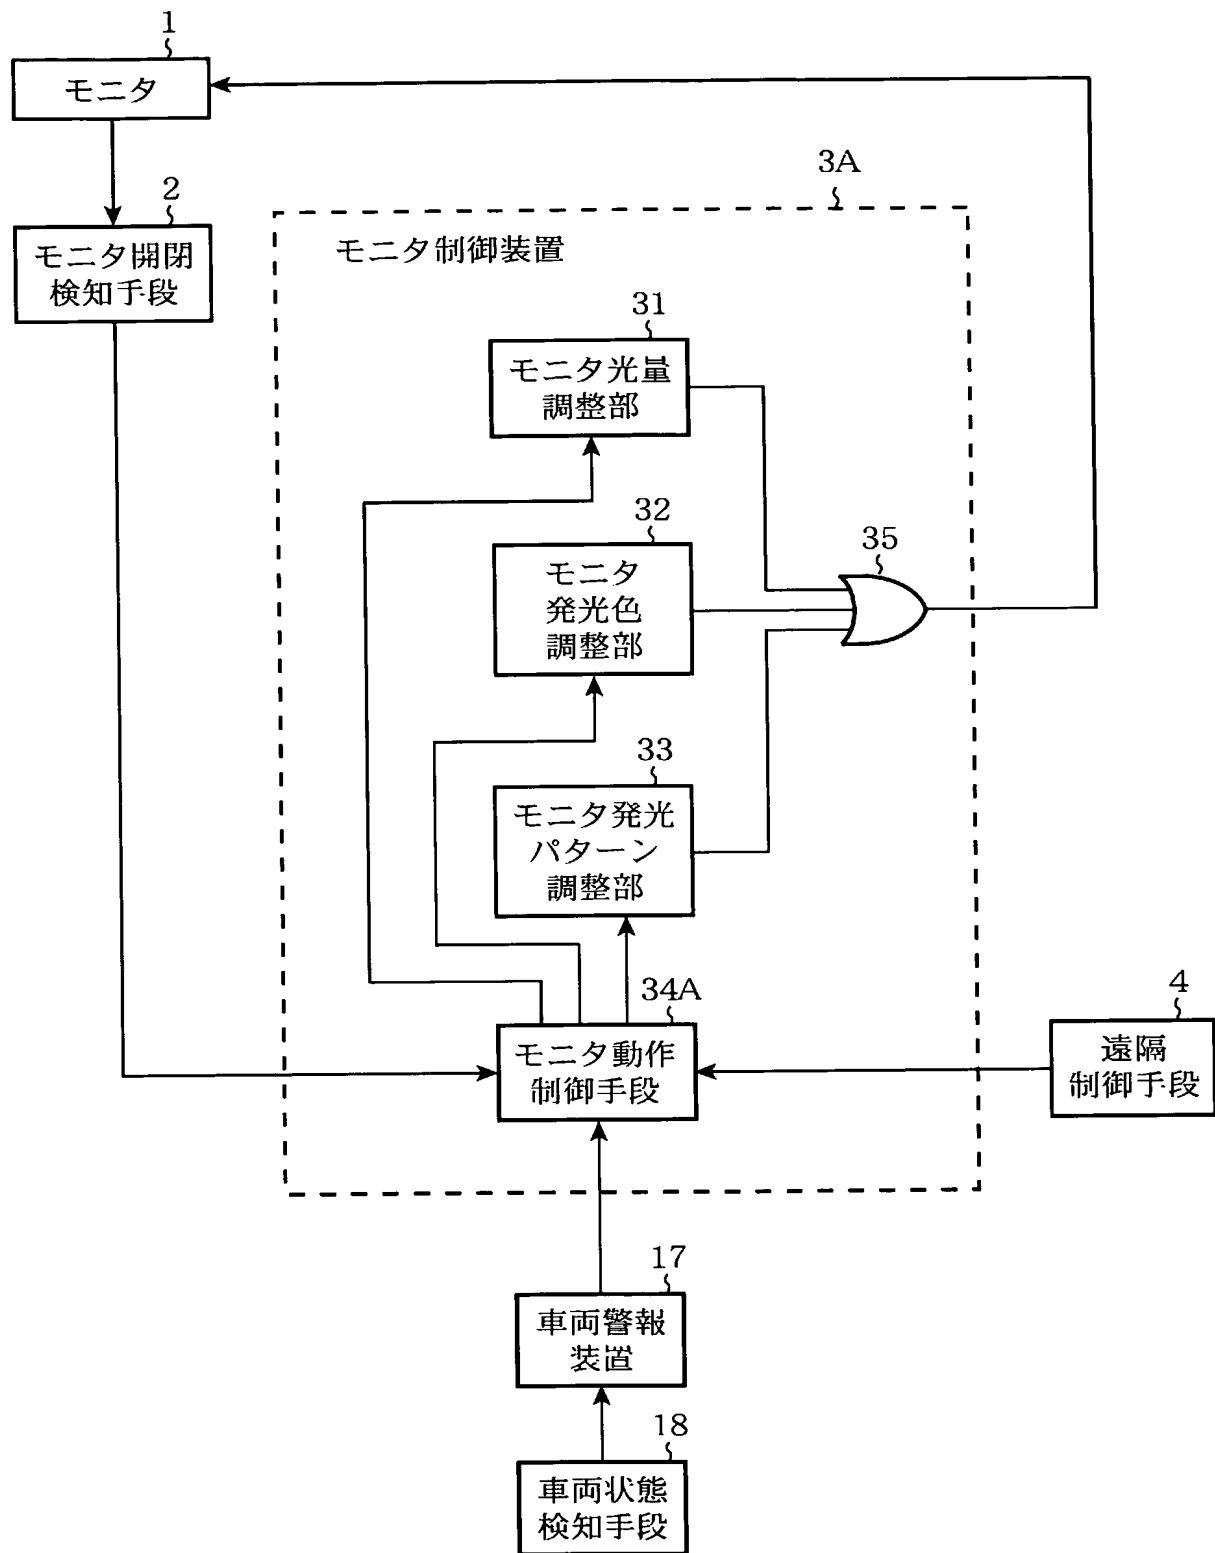 1
モニタ
3A
2
モニタ開閉
検知手段
モニタ制御装置
31
モニタ光量
調整部
32
モニタ
発光色
調整部
35
33
モニタ発光
パターン
調整部
34A
モニタ動作
制御手段
4
遠隔
制御手段
17
車両警報
装置
18
車両状態
検知手段